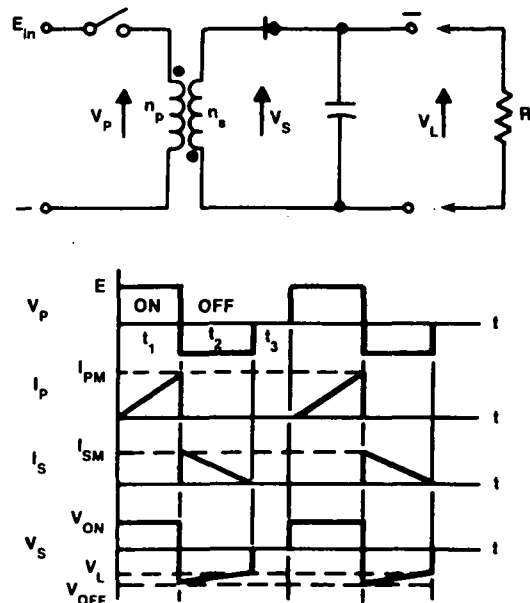 E_in
—
V_P
n_p
n_s
V_S
V_L
R
—
E
ON
OFF
V_P
t_1
t_2
t_3
t
I_PM
I_P
t
I_SM
I_S
t
V_ON
V_S
t
V_L
V_OFF